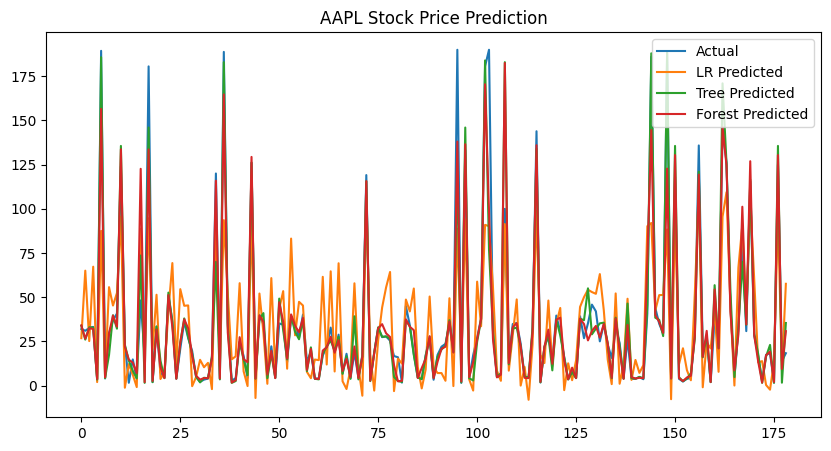 AAPL Stock Price Prediction
Actual
LR Predicted
Tree Predicted
Forest Predicted
175
150
125
100
75
50
25
0
0 25 50 75 100 125 150 175